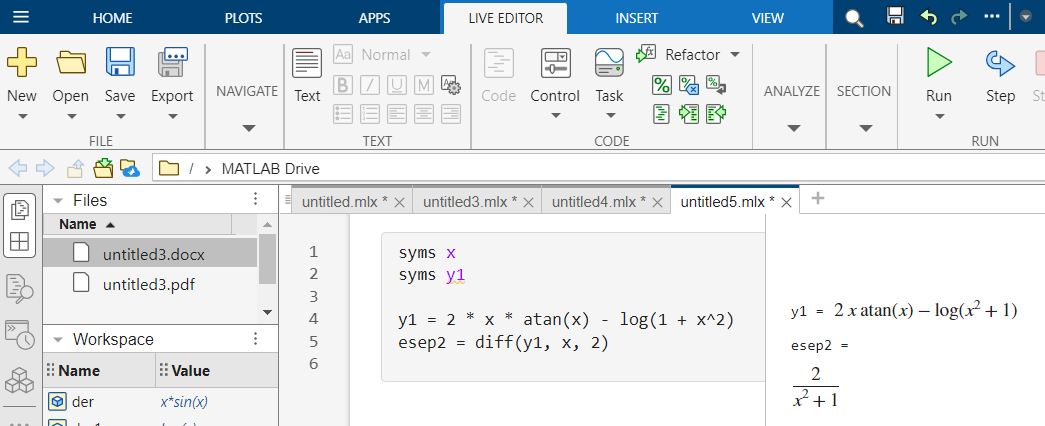 HOME PLOTS APPS LIVE EDITOR INSERT VIEW
Aa Normal
Refactor
B I U M
New Open Save Export NAVIGATE Text Code Control Task ANALYZE SECTION Run Step
FILE TEXT CODE RUN
/ > MATLAB Drive
Files
untitled.mlx * × untitled3.mlx * × untitled4.mlx * × untitled5.mlx * × +
Name
untitled3.docx
untitled3.pdf
Workspace
Name Value
der x*sin(x)
1 syms x
2 syms y1
3
4 y1 = 2 * x * atan(x) - log(1 + x^2)
5 esep2 = diff(y1, x, 2)
6
y1 = 2 x atan(x) − log(x² + 1)
esep2 =
2
x² + 1